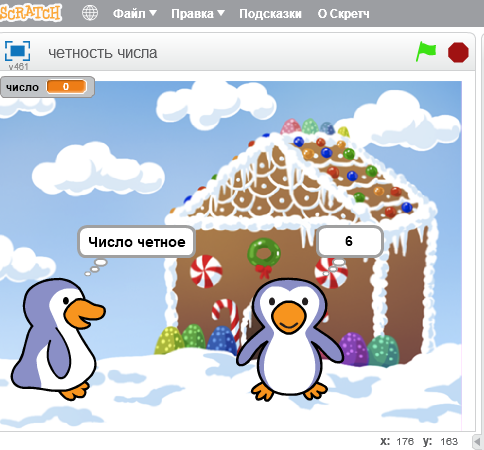 SCRATCH
Файл Правка Подсказки О Скретч
v461
четность числа
число 0
Число четное
6
x: 176 y: 163